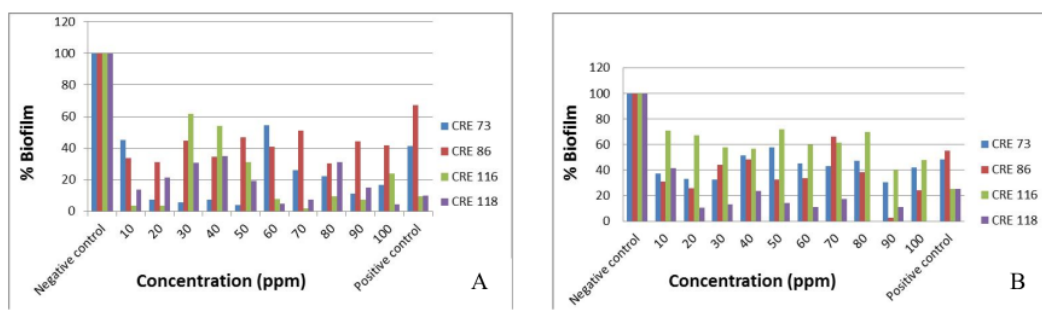 120
100
80
60
40
20
0
% Biofilm
Negative control
10
20
30
40
50
60
70
80
90
100
Positive control
Concentration (ppm)
CRE 73
CRE 86
CRE 116
CRE 118
A
120
100
80
60
40
20
0
% Biofilm
Negative control
10
20
30
40
50
60
70
80
90
100
Positive control
Concentration (ppm)
CRE 73
CRE 86
CRE 116
CRE 118
B